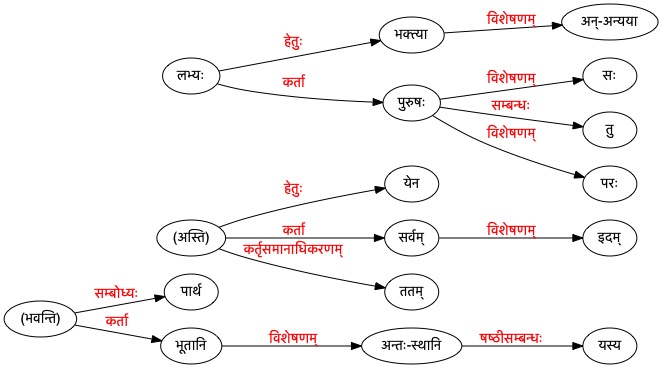 विशेषणम् अन्-अन्यया
हेतुः भक्त्या
लभ्यः विशेषणम् सः
कर्ता पुरुषः सम्बन्धः
विशेषणम् तु
परः
हेतुः येन
(अस्ति) कर्ता सर्वम् विशेषणम् इदम्
कर्तृसमानाधिकरणम्
ततम्
सम्बोध्यः पार्थ
(भवन्ति) कर्ता
भूतानि विशेषणम् अन्तः-स्थानि षष्ठीसम्बन्धः यस्य